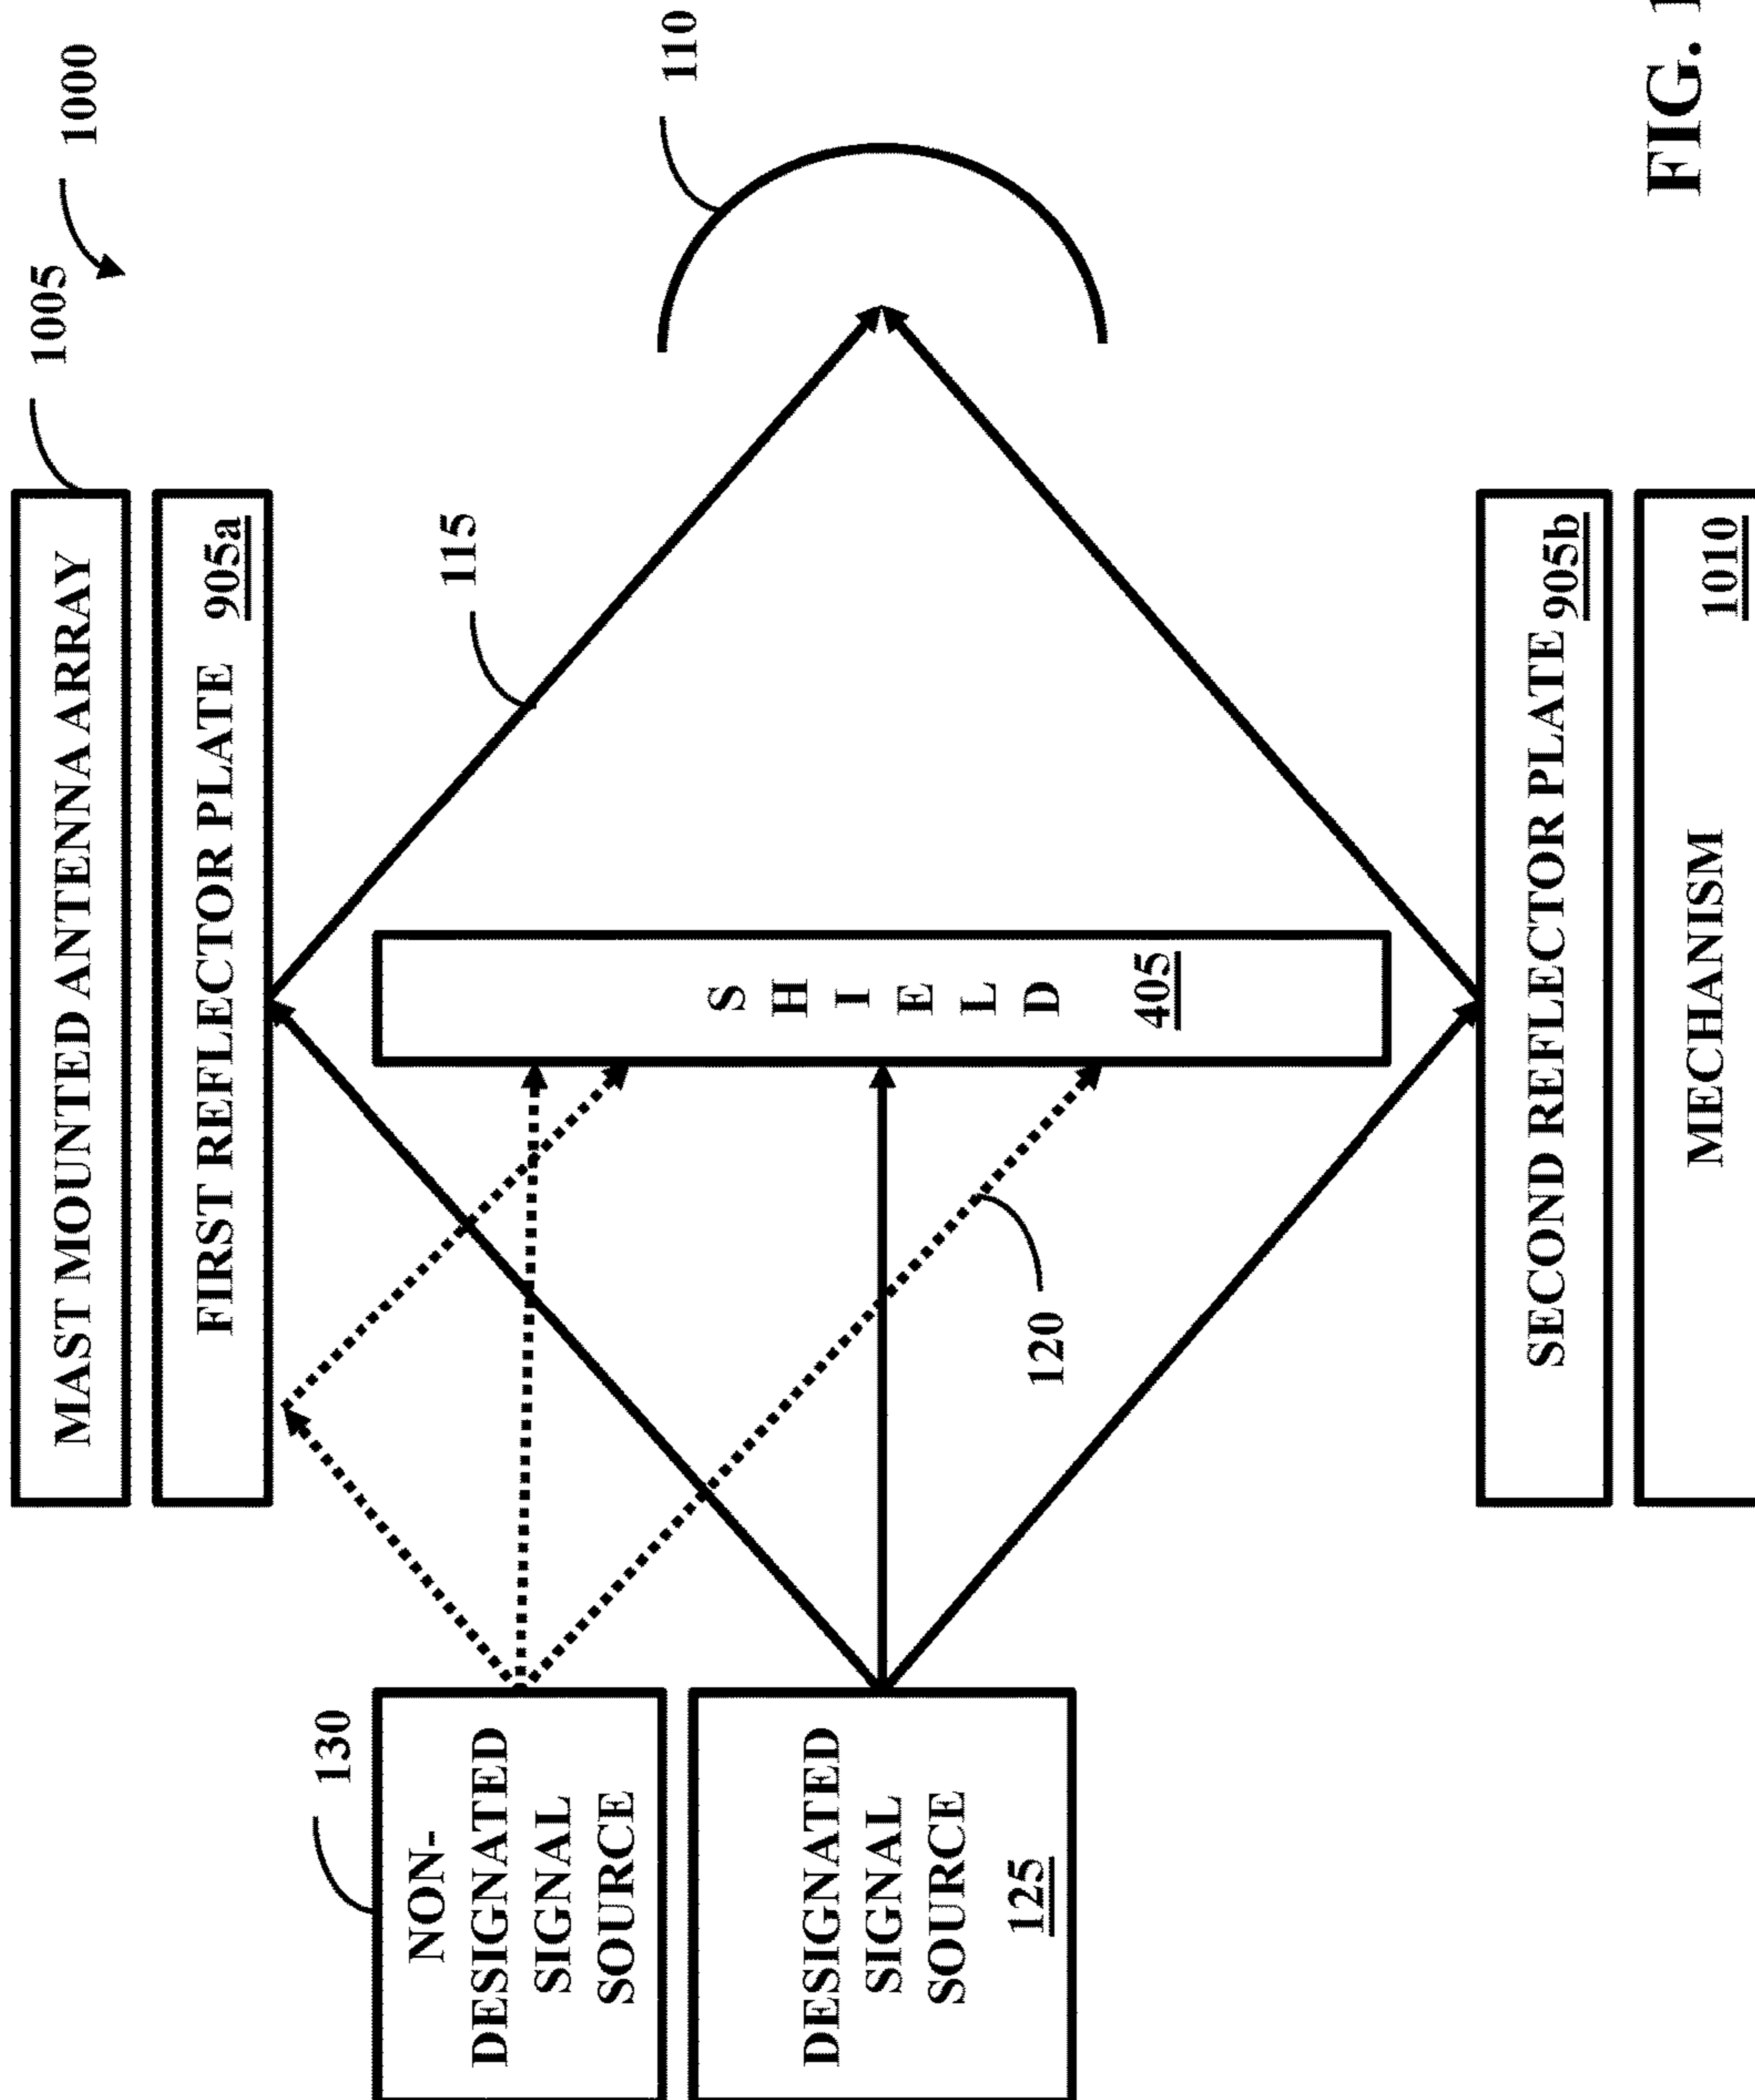 1005
1000
MAST MOUNTED ANTENNA ARRAY
FIRST REFLECTOR PLATE 905a
130
NON-
DESIGNATED
SIGNAL
SOURCE
115
110
DESIGNATED
SIGNAL
SOURCE
125
S
H
I
E
L
D
405
120
SECOND REFLECTOR PLATE 905b
MECHANISM
1010
FIG. 1